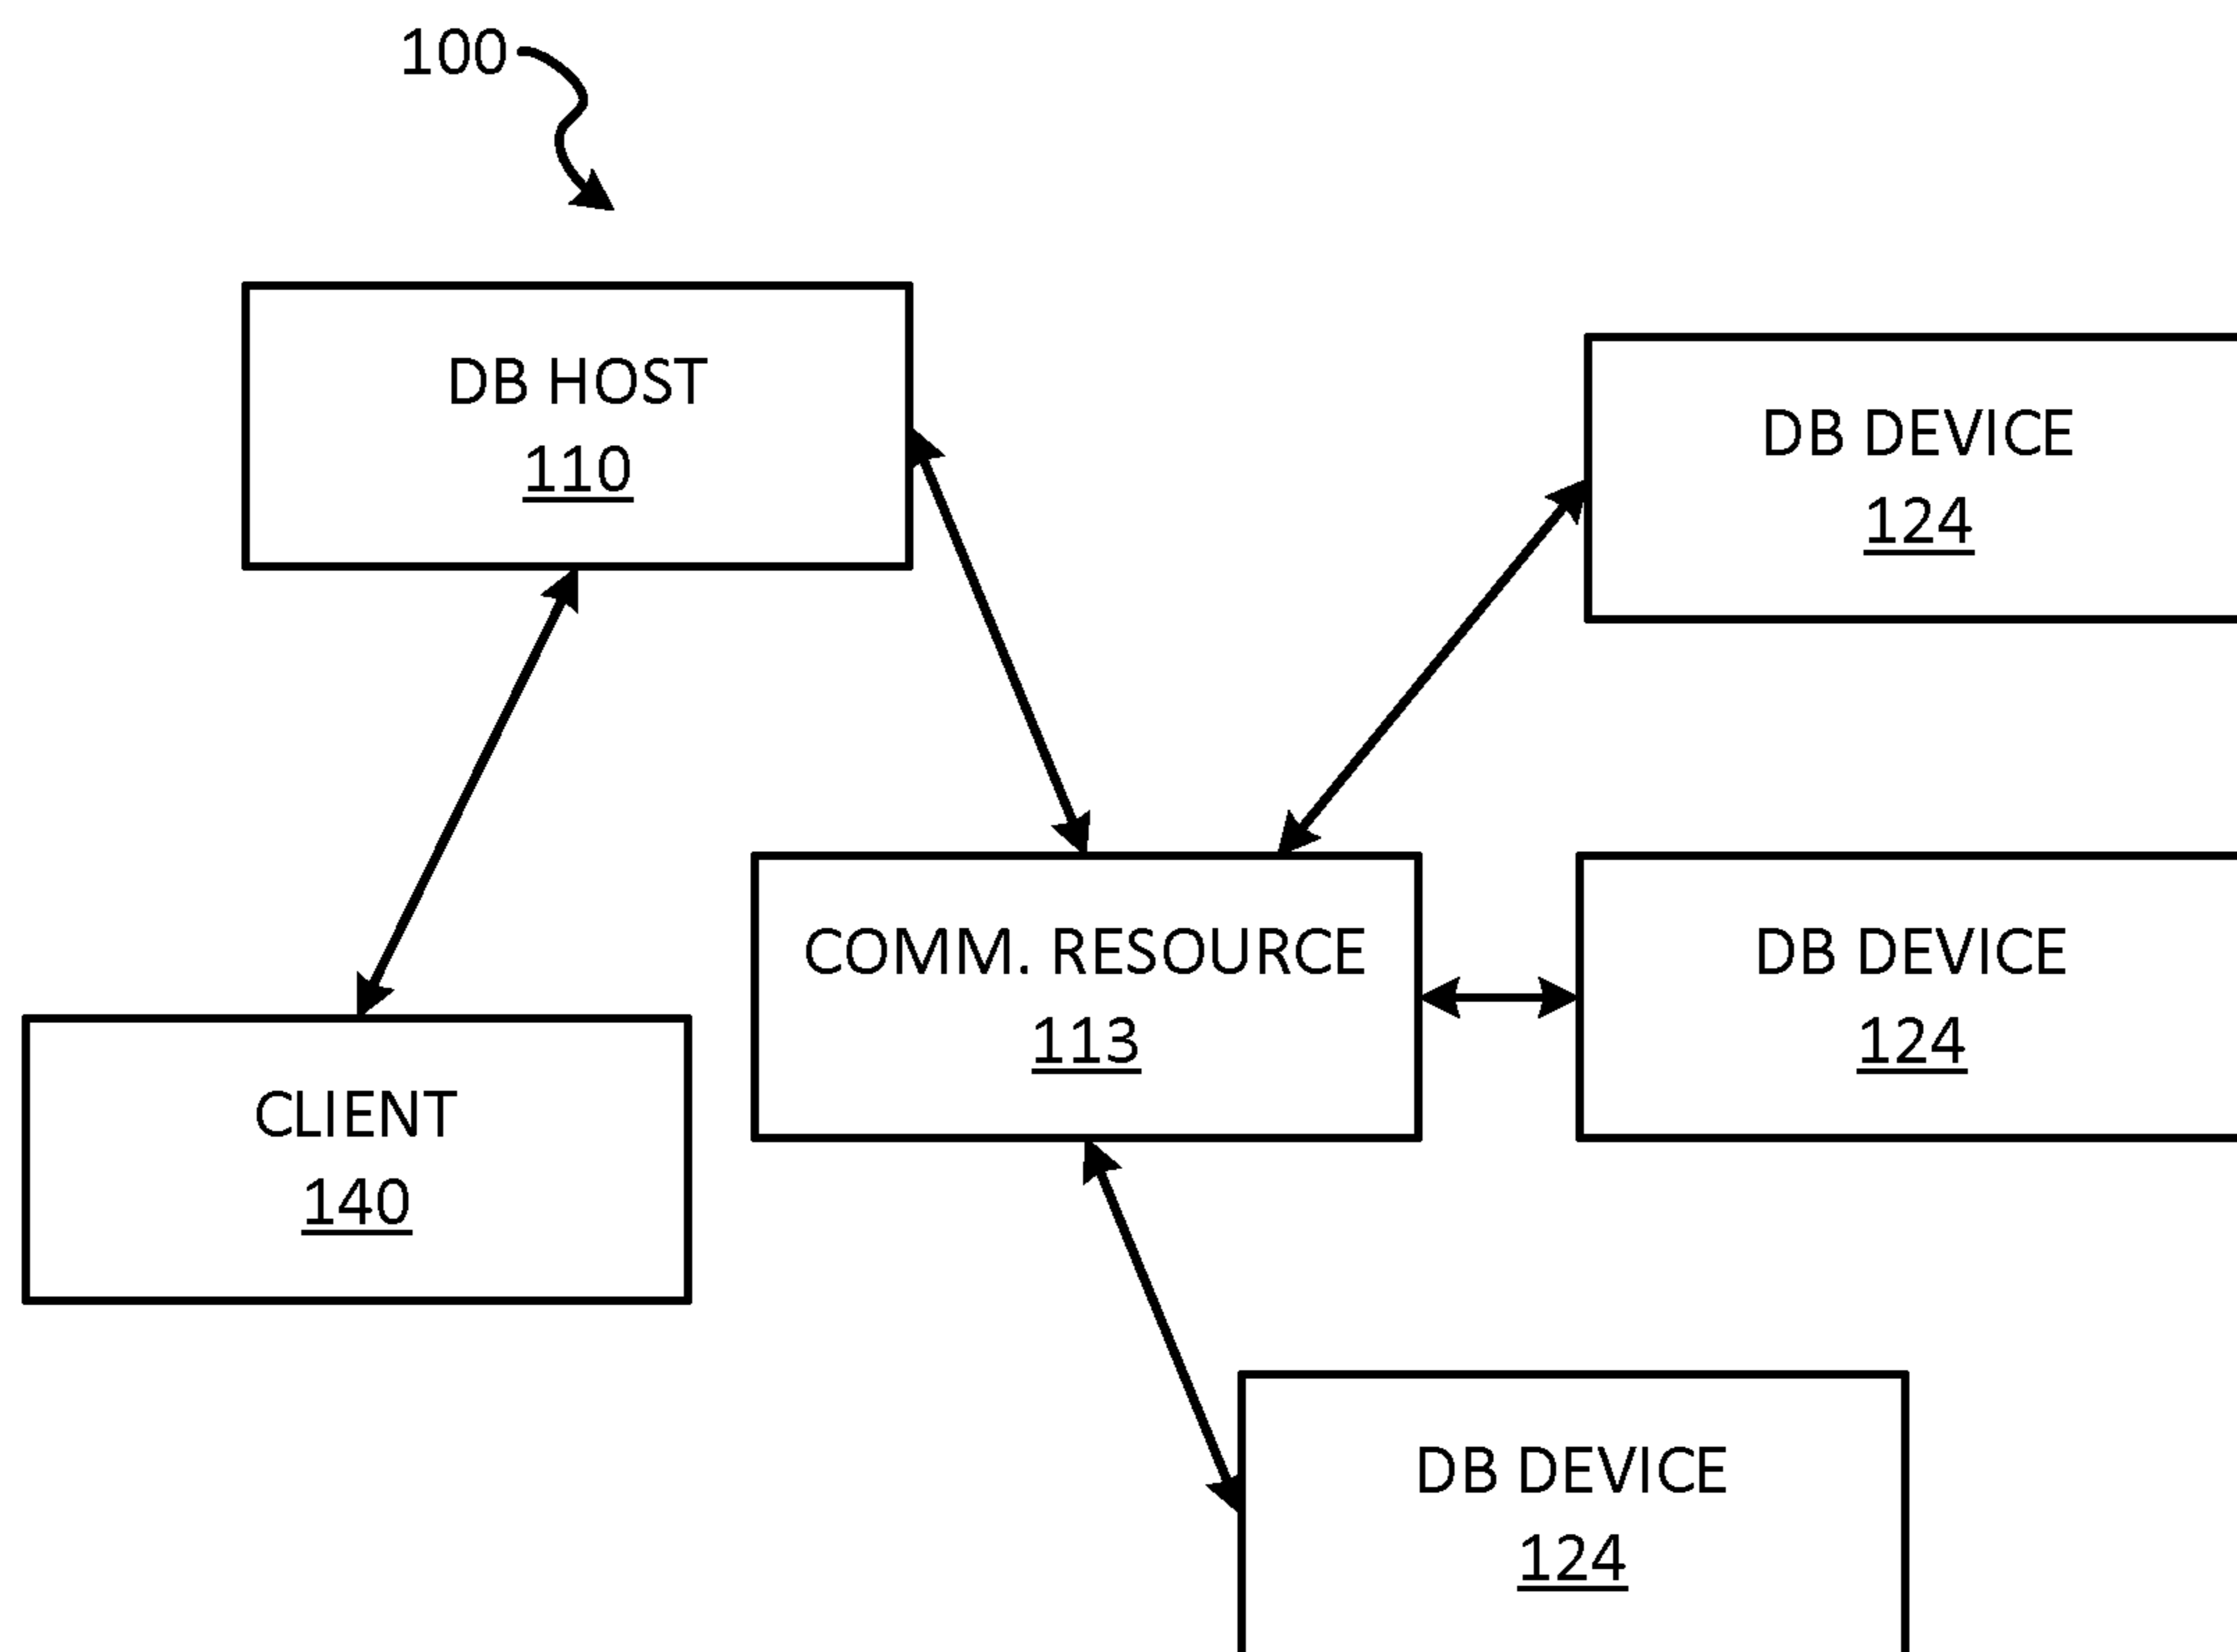 100
DB HOST
110
DB DEVICE
124
COMM. RESOURCE
113
DB DEVICE
124
CLIENT
140
DB DEVICE
124